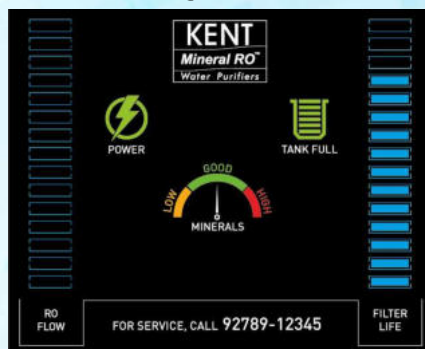 KENT
Mineral RO™
Water Purifiers
POWER
TANK FULL
LOW
GOOD
HIGH
MINERALS
RO
FLOW
FOR SERVICE, CALL 92789-12345
FILTER
LIFE